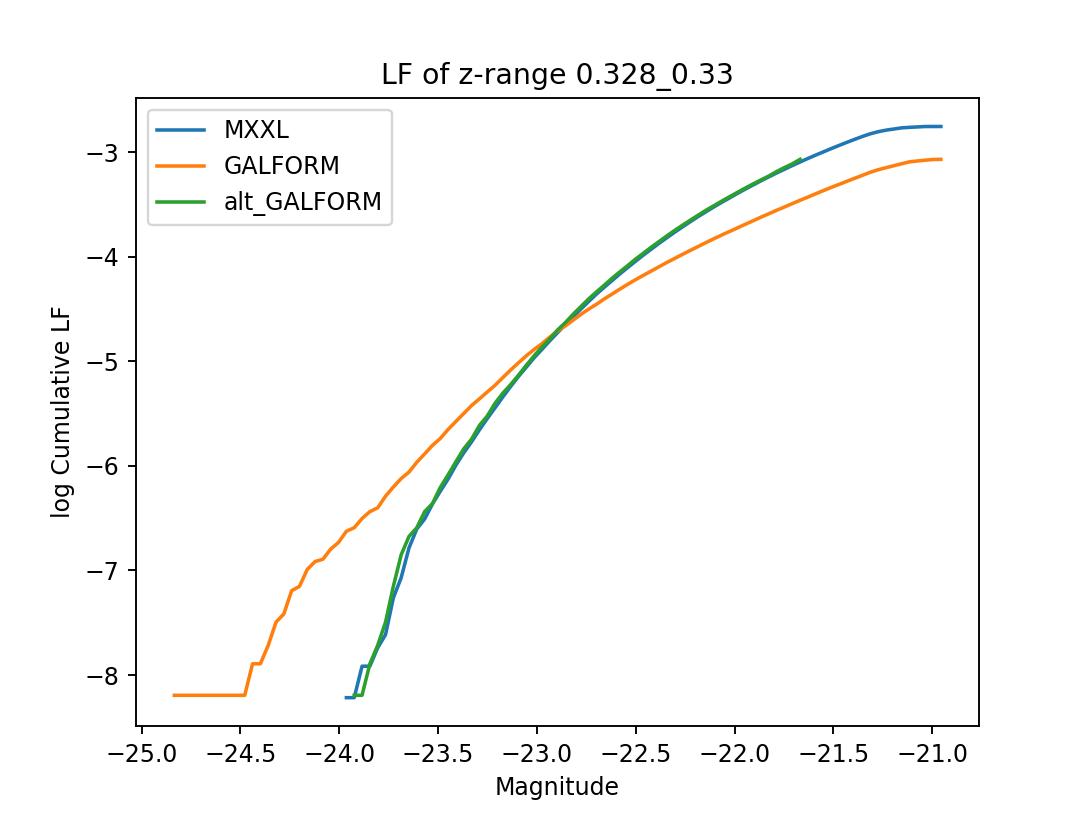 LF of z-range 0.328_0.33
MXXL
GALFORM
alt_GALFORM
log Cumulative LF
−3
−4
−5
−6
−7
−8
−25.0 −24.5 −24.0 −23.5 −23.0 −22.5 −22.0 −21.5 −21.0
Magnitude